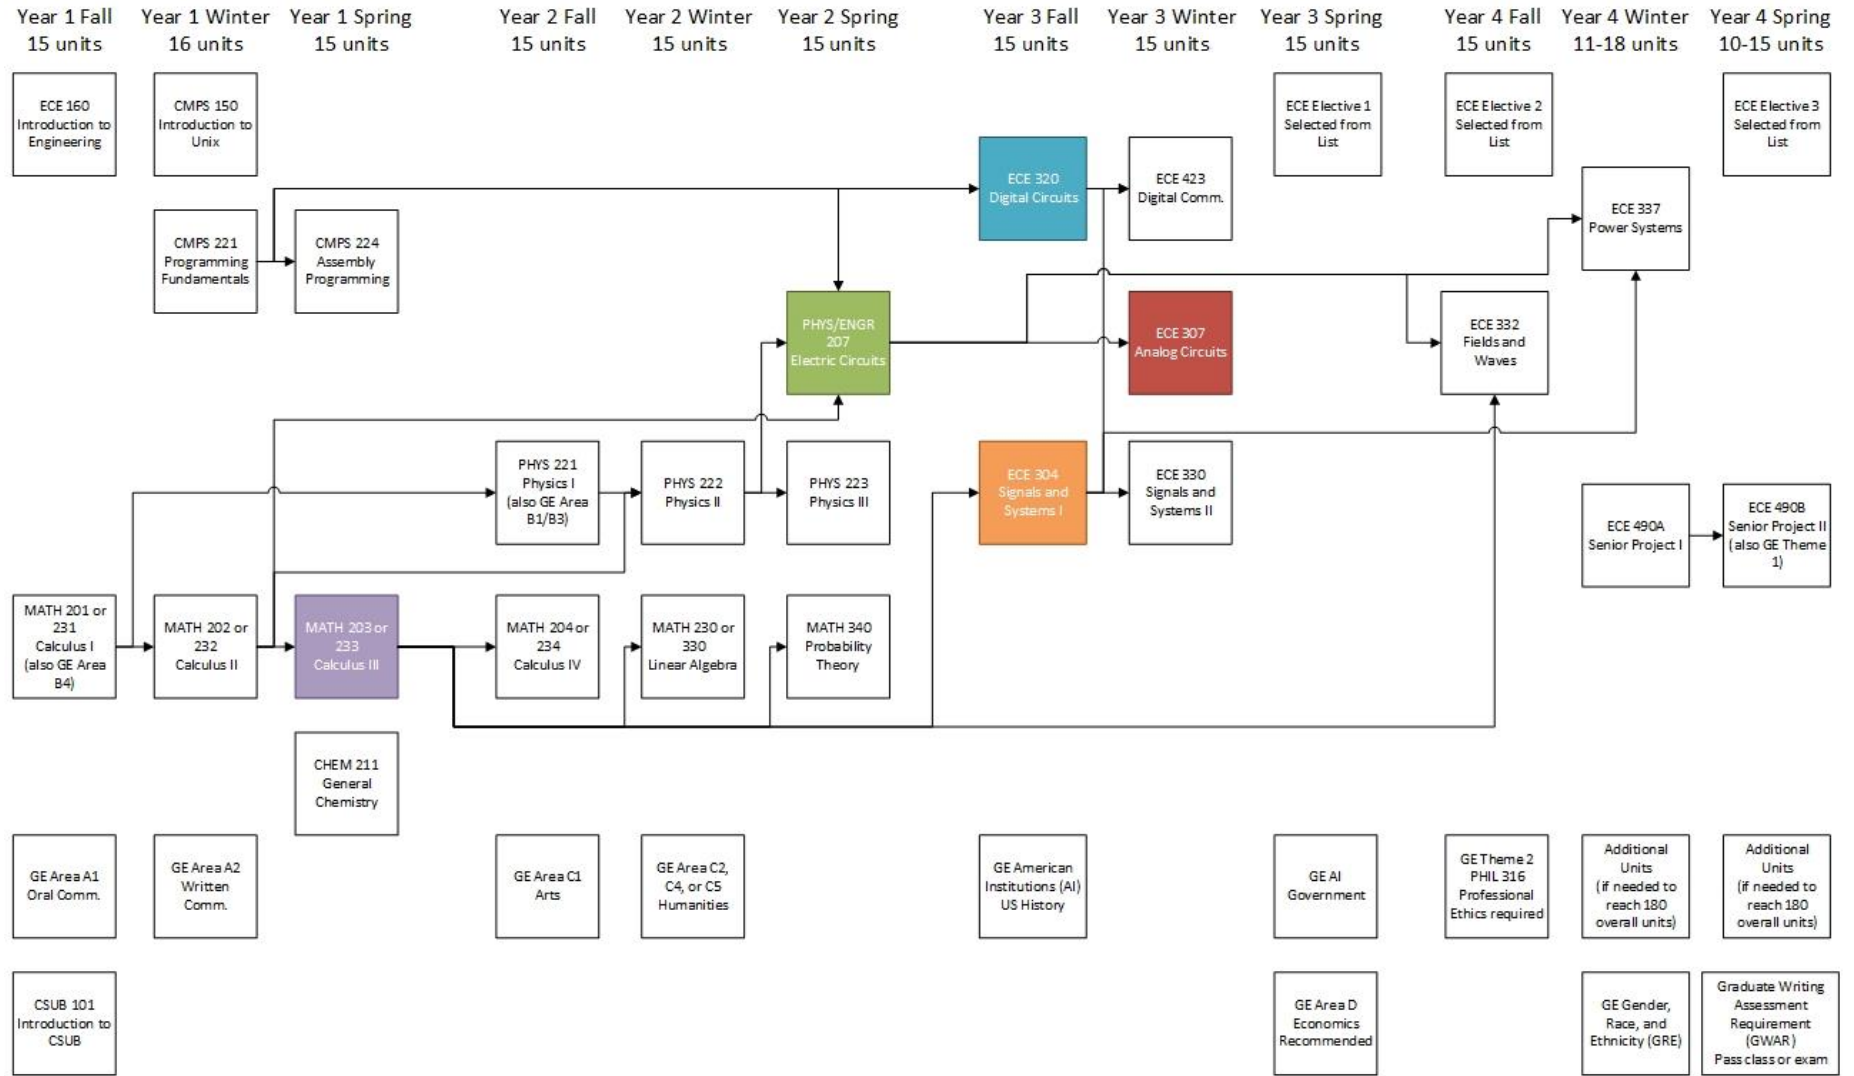 Year 1 Fall
15 units
Year 1 Winter
16 units
Year 1 Spring
15 units
Year 2 Fall
15 units
Year 2 Winter
15 units
Year 2 Spring
15 units
Year 3 Fall
15 units
Year 3 Winter
15 units
Year 3 Spring
15 units
Year 4 Fall
15 units
Year 4 Winter
11-18 units
Year 4 Spring
10-15 units
ECE 160
Introduction to
Engineering
CMPS 150
Introduction to
Unix
ECE Elective 1
Selected from
List
ECE Elective 2
Selected from
List
ECE Elective 3
Selected from
List
ECE 320
Digital Circuits
ECE 423
Digital Comm.
ECE 337
Power Systems
CMPS 221
Programming
Fundamentals
CMPS 224
Assembly
Programming
PHYS/ENGR
207
Electric Circuits
ECE 307
Analog Circuits
ECE 332
Fields and
Waves
PHYS 221
Physics I
(also GE Area
B1/B3)
PHYS 222
Physics II
PHYS 223
Physics III
ECE 304
Signals and
Systems I
ECE 330
Signals and
Systems II
ECE 490A
Senior Project I
ECE 490B
Senior Project II
(also GE Theme
1)
MATH 201 or
231
Calculus I
(also GE Area
B4)
MATH 202 or
232
Calculus II
MATH 203 or
233
Calculus III
MATH 204 or
234
Calculus IV
MATH 230 or
330
Linear Algebra
MATH 340
Probability
Theory
CHEM 211
General
Chemistry
GE Area A1
Oral Comm.
GE Area A2
Written
Comm.
GE Area C1
Arts
GE Area C2,
C4, or C5
Humanities
GE American
Institutions (AI)
US History
GE AI
Government
GE Theme 2
PHIL 316
Professional
Ethics required
Additional
Units
(if needed to
reach 180
overall units)
Additional
Units
(if needed to
reach 180
overall units)
CSUB 101
Introduction to
CSUB
GE Area D
Economics
Recommended
GE Gender,
Race, and
Ethnicity (GRE)
Graduate Writing
Assessment
Requirement
(GWAR)
Pass class or exam